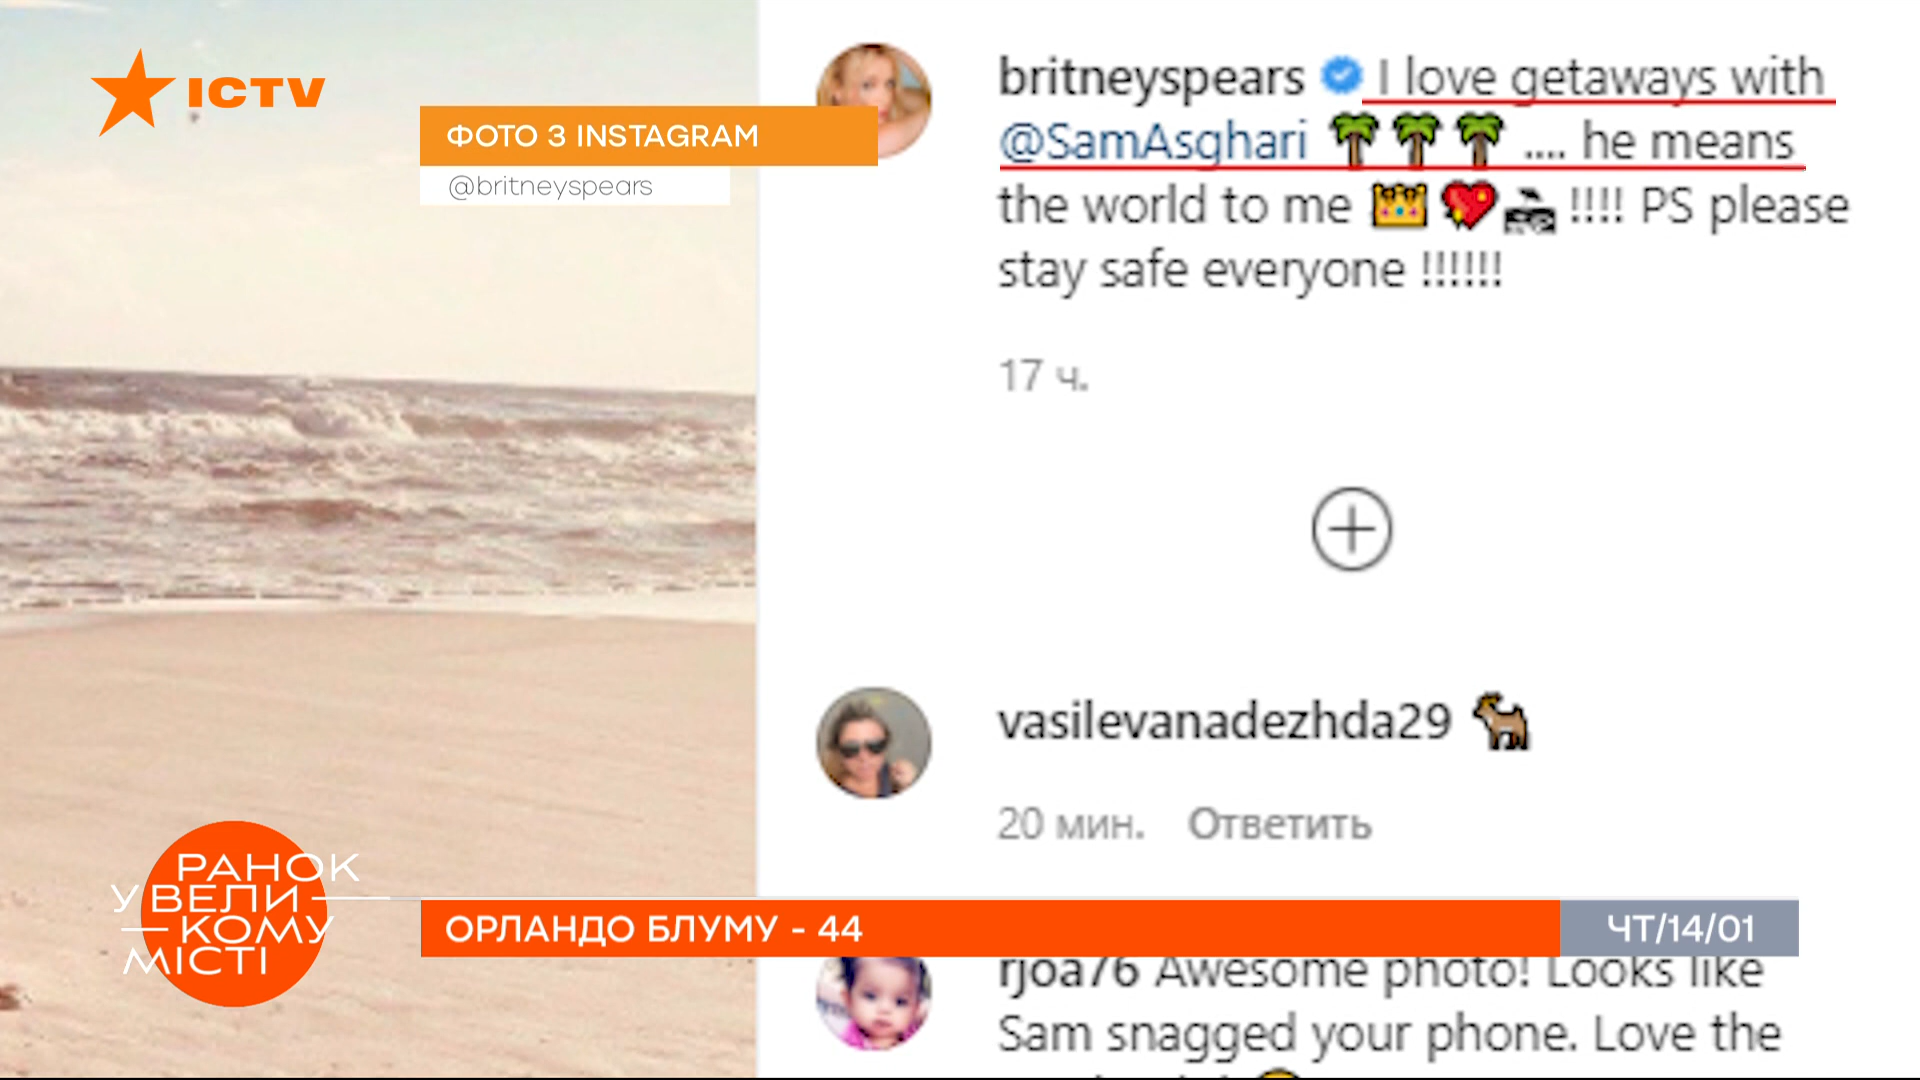 ICTV
ФОТО З INSTAGRAM
@britneyspears
britneyspears I love getaways with
@SamAsghari 🌴🌴🌴 .... he means
the world to me 👑💖🏖 !!!! PS please
stay safe everyone !!!!!!
17 ч.
vasilevanadezhda29 🐐
20 мин. Ответить
РАНОК
УВЕЛИ
КОМУ
МІСТІ
ОРЛАНДО БЛУМУ - 44
ЧТ/14/01
rjoa76 Awesome photo! Looks like
Sam snagged your phone. Love the